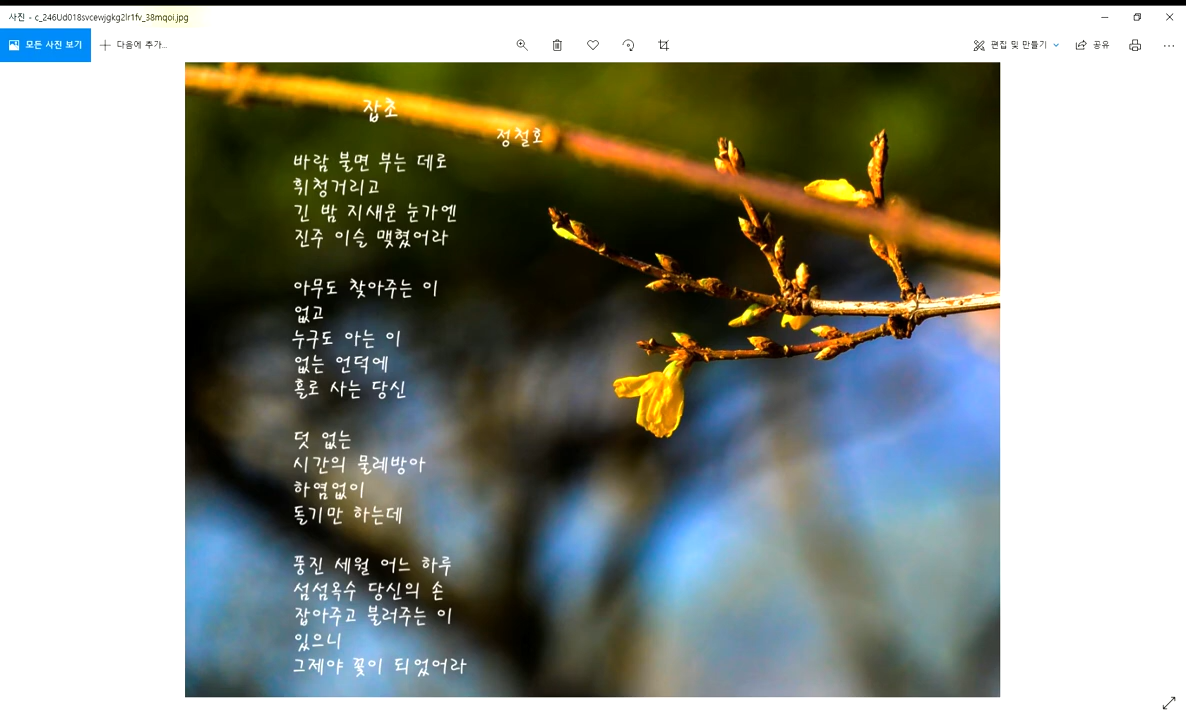 사진 - c_246Ud018svcewjgkg2lr1fv_38mqoi.jpg
모든 사진 보기
다음에 추가...
편집 및 만들기
공유
잡초
정철호
바람 불면 부는 데로
휘청거리고
긴 밤 지새운 눈가엔
진주 이슬 맺혔어라
아무도 찾아주는 이
없고
누구도 아는 이
없는 언덕에
홀로 사는 당신
덧 없는
시간의 물레방아
하염없이
돌기만 하는데
풍진 세월 어느 하루
섬섬옥수 당신의 손
잡아주고 불러주는 이
있으니
그제야 꽃이 되었어라